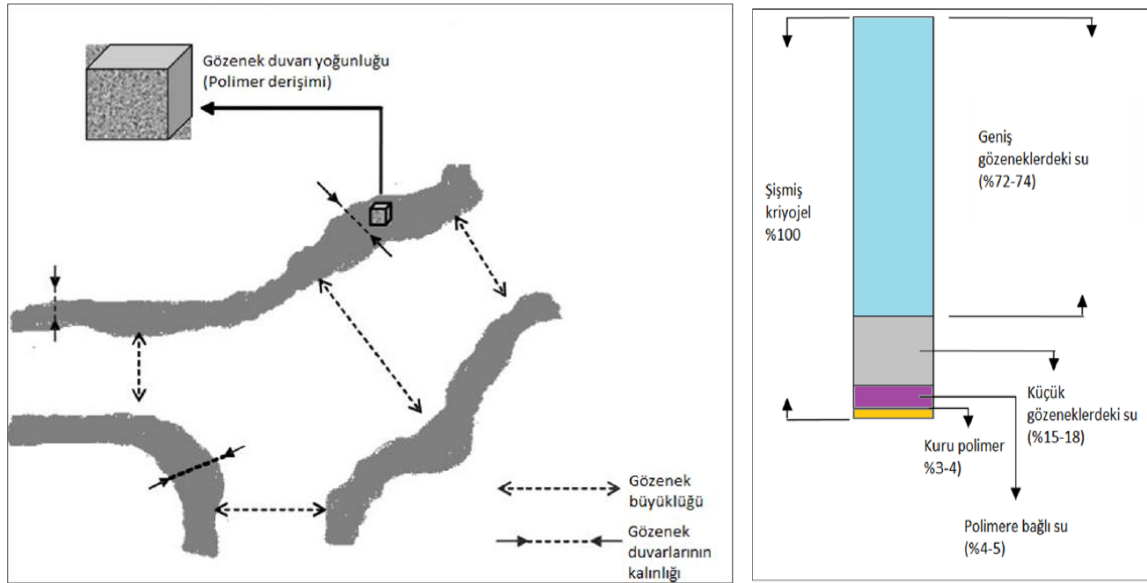 Gözenek duvarı yoğunluğu
(Polimer derişimi)
Gözenek
büyüklüğü
Gözenek
duvarlarının
kalınlığı
Şişmiş
kriyojel
%100
Geniş
gözeneklerdeki su
(%72-74)
Küçük
gözeneklerdeki su
(%15-18)
Kuru polimer
%3-4)
Polimere bağlı su
(%4-5)